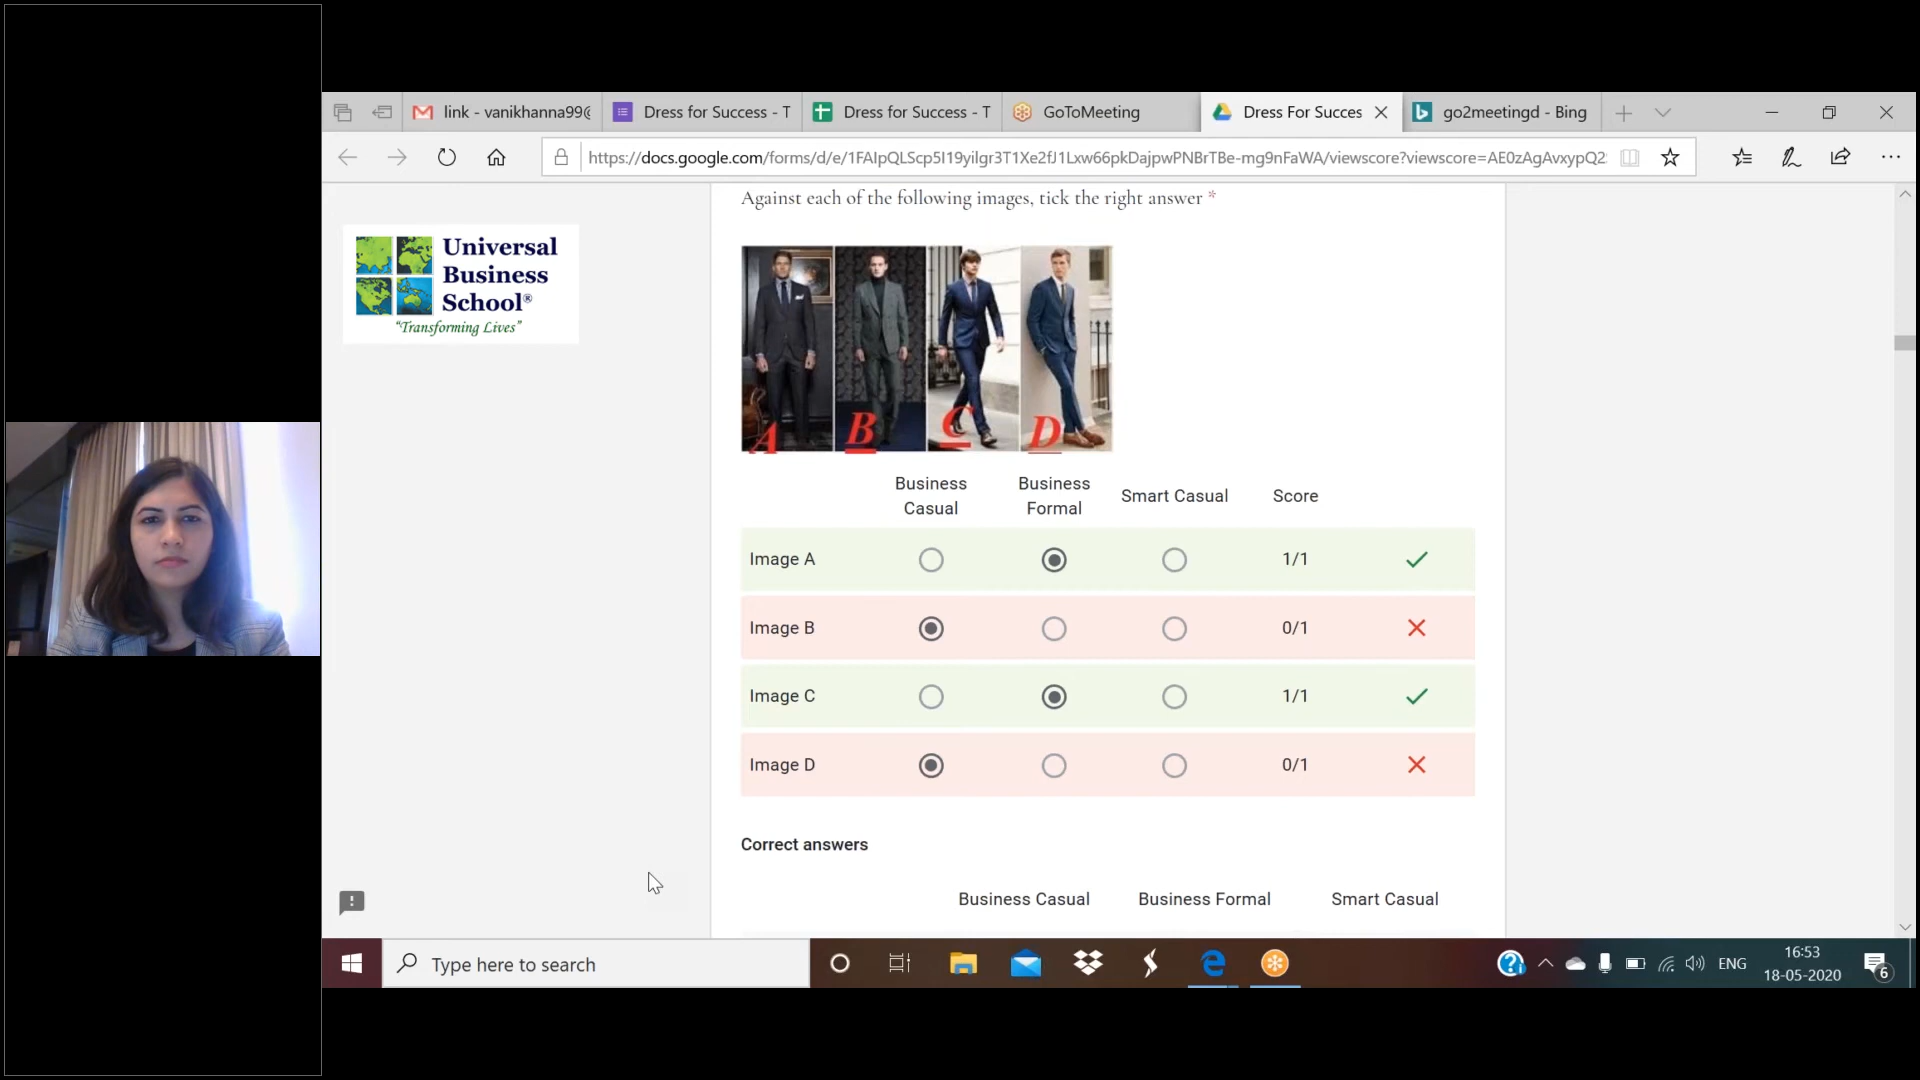 link - vanikhanna99@
Dress for Success - T
Dress for Success - T
GoToMeeting
Dress For Succes
go2meetingd - Bing
https://docs.google.com/forms/d/e/1FAIpQLScp5I19yiIgr3T1Xe2fJ1Lxw66pkDajpwPNBrTBe-mg9nFaWA/viewscore?viewscore=AE0zAgAvxypQ2
Against each of the following images, tick the right answer *
Universal
Business
School®
"Transforming Lives"
A B C D
Business Casual Business Formal Smart Casual Score
Image A 1/1
Image B 0/1
Image C 1/1
Image D 0/1
Correct answers
Business Casual Business Formal Smart Casual
Type here to search
ENG
16:53
18-05-2020
6